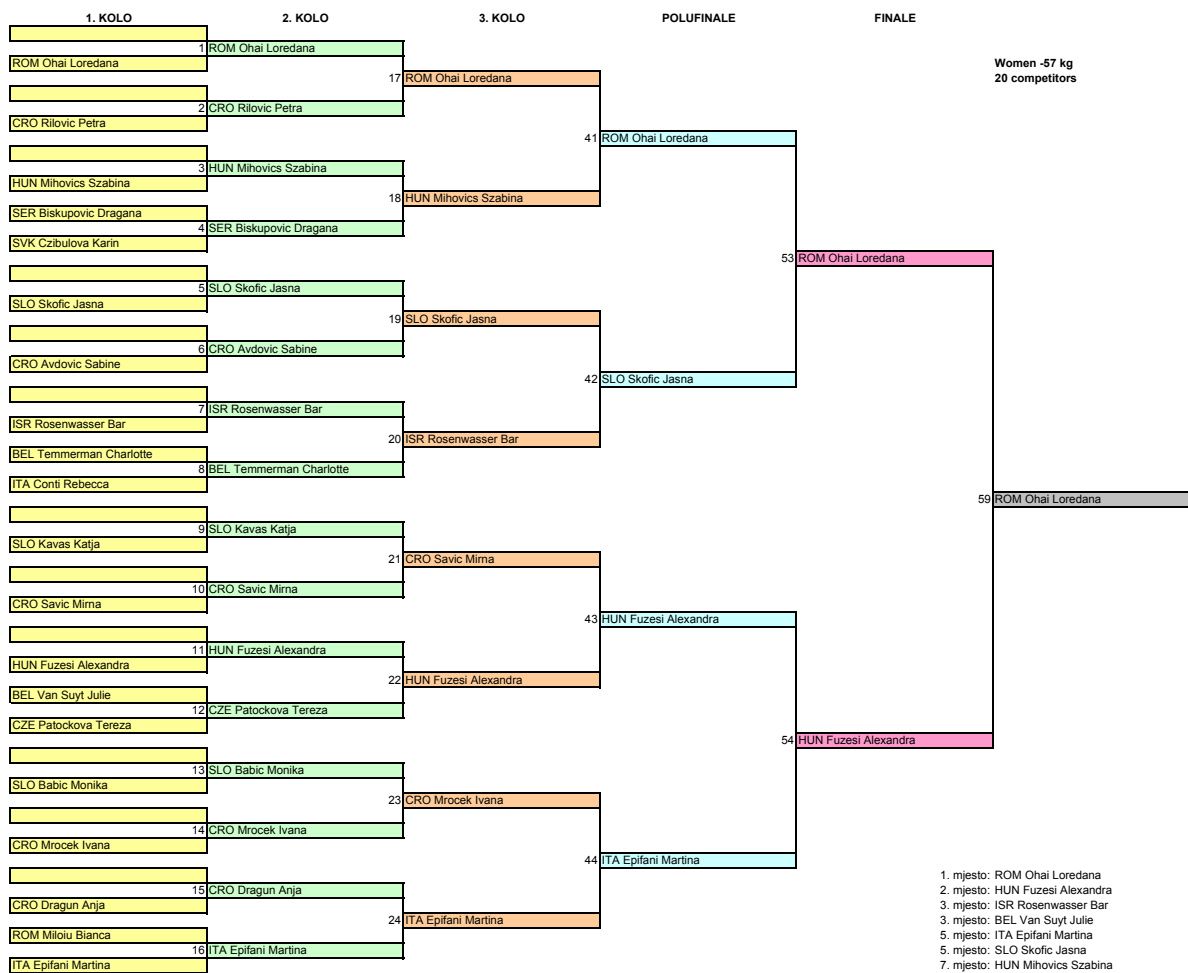 1. KOLO 2. KOLO 3. KOLO POLUFINALE FINALE
1 ROM Ohai Loredana
ROM Ohai Loredana
Women -57 kg
17 ROM Ohai Loredana
20 competitors
2 CRO Rilovic Petra
CRO Rilovic Petra
41 ROM Ohai Loredana
3 HUN Mihovics Szabina
HUN Mihovics Szabina
18 HUN Mihovics Szabina
SER Biskupovic Dragana
4 SER Biskupovic Dragana
SVK Czibulova Karin
53 ROM Ohai Loredana
5 SLO Skofic Jasna
SLO Skofic Jasna
19 SLO Skofic Jasna
6 CRO Avdovic Sabine
CRO Avdovic Sabine
42 SLO Skofic Jasna
7 ISR Rosenwasser Bar
ISR Rosenwasser Bar
20 ISR Rosenwasser Bar
BEL Temmerman Charlotte
8 BEL Temmerman Charlotte
ITA Conti Rebecca
59 ROM Ohai Loredana
9 SLO Kavas Katja
SLO Kavas Katja
21 CRO Savic Mirna
10 CRO Savic Mirna
CRO Savic Mirna
43 HUN Fuzesi Alexandra
11 HUN Fuzesi Alexandra
HUN Fuzesi Alexandra
22 HUN Fuzesi Alexandra
BEL Van Suyt Julie
12 CZE Patockova Tereza
CZE Patockova Tereza
54 HUN Fuzesi Alexandra
13 SLO Babic Monika
SLO Babic Monika
23 CRO Mrocek Ivana
14 CRO Mrocek Ivana
CRO Mrocek Ivana
44 ITA Epifani Martina
15 CRO Dragun Anja
CRO Dragun Anja
24 ITA Epifani Martina
ROM Miloiu Bianca
16 ITA Epifani Martina
ITA Epifani Martina
1. mjesto: ROM Ohai Loredana
2. mjesto: HUN Fuzesi Alexandra
3. mjesto: ISR Rosenwasser Bar
3. mjesto: BEL Van Suyt Julie
5. mjesto: ITA Epifani Martina
5. mjesto: SLO Skofic Jasna
7. mjesto: HUN Mihovics Szabina